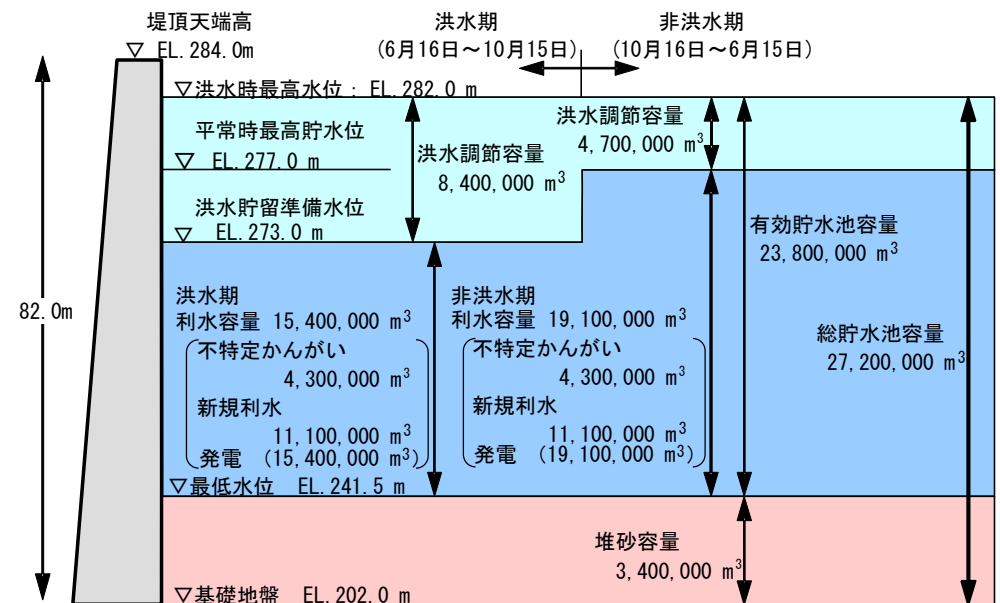 堤頂天端高
▽ EL.284.0m
洪水期
(6月16日～10月15日)
非洪水期
(10月16日～6月15日)
▽洪水時最高水位： EL.282.0 m
平常時最高貯水位
▽ EL.277.0 m
洪水調節容量
8,400,000 m³
洪水調節容量
4,700,000 m³
洪水貯留準備水位
▽ EL.273.0 m
有効貯水池容量
23,800,000 m³
82.0m
洪水期
利水容量 15,400,000 m³
不特定かんがい
4,300,000 m³
新規利水
11,100,000 m³
発電 (15,400,000 m³)
非洪水期
利水容量 19,100,000 m³
不特定かんがい
4,300,000 m³
新規利水
11,100,000 m³
発電 (19,100,000 m³)
総貯水池容量
27,200,000 m³
▽最低水位 EL.241.5 m
堆砂容量
3,400,000 m³
▽基礎地盤 EL.202.0 m